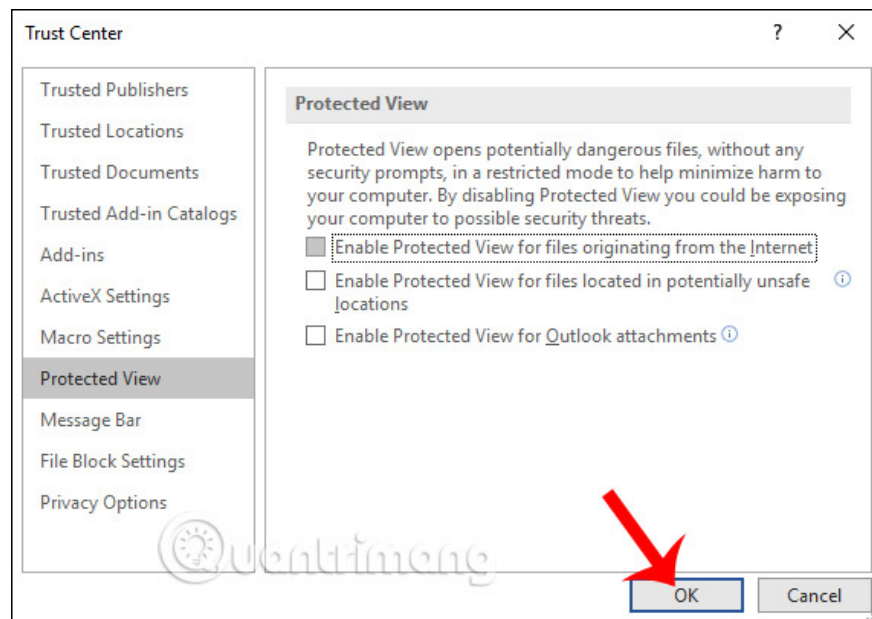 Trust Center
?
Trusted Publishers
Trusted Locations
Trusted Documents
Trusted Add-in Catalogs
Add-ins
ActiveX Settings
Macro Settings
Protected View
Message Bar
File Block Settings
Privacy Options
Protected View
Protected View opens potentially dangerous files, without any
security prompts, in a restricted mode to help minimize harm to
your computer. By disabling Protected View you could be exposing
your computer to possible security threats.
Enable Protected View for files originating from the Internet
Enable Protected View for files located in potentially unsafe
locations
Enable Protected View for Outlook attachments
Quantrimang
OK
Cancel